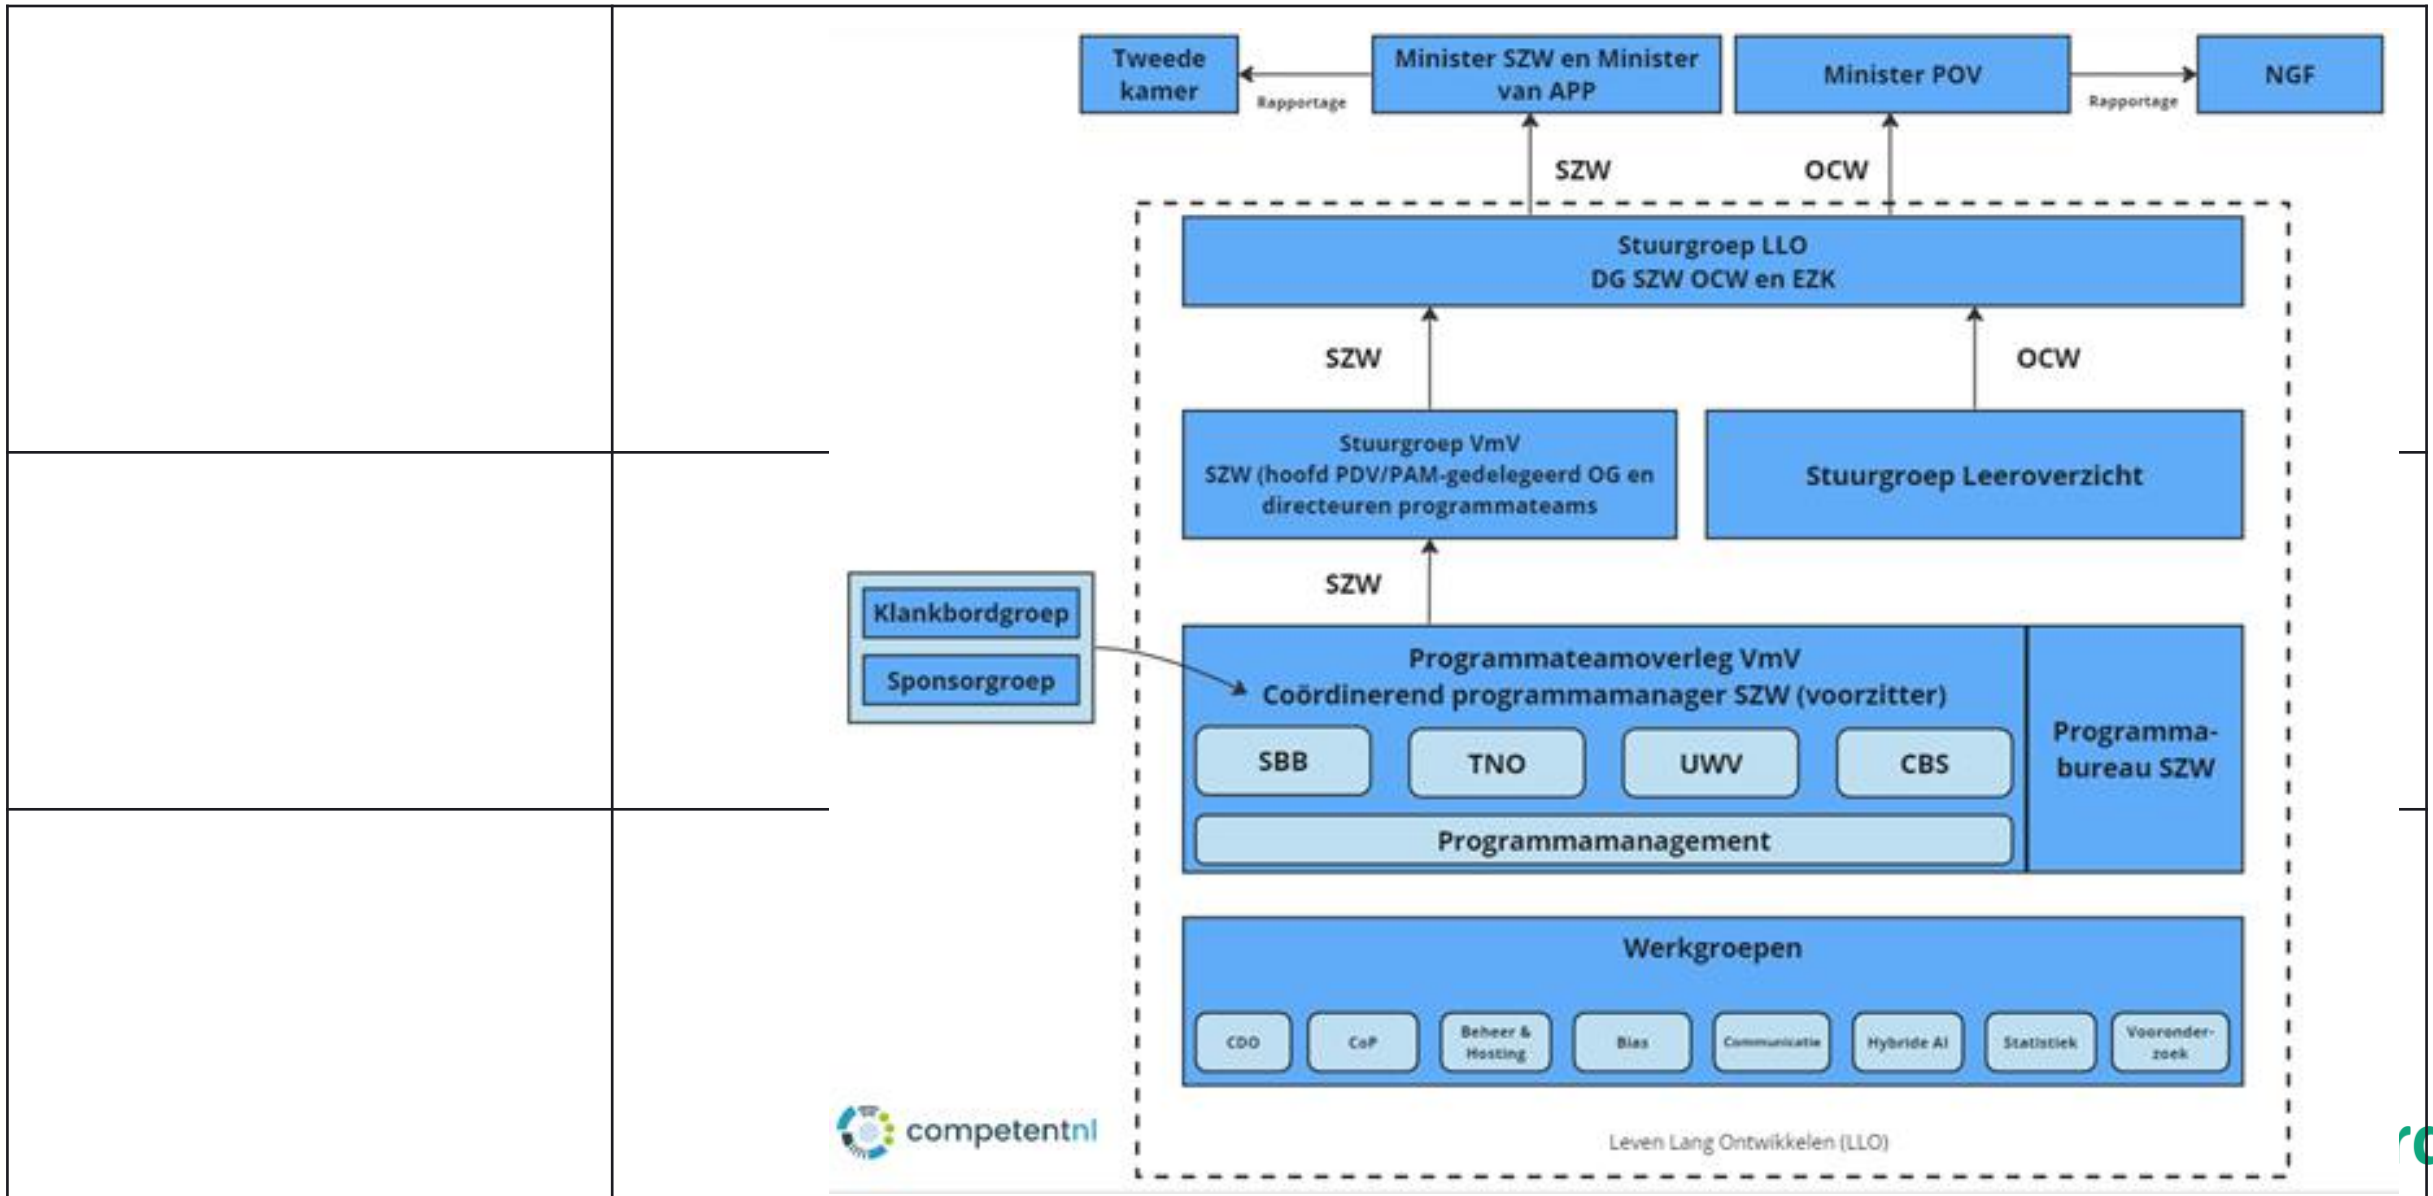 Tweede
kamer
Rapportage
Minister SZW en Minister
van APP
Minister POV
Rapportage
NGF
SZW
OCW
Stuurgroep LLO
DG SZW OCW en EZK
SZW
OCW
Stuurgroep VmV
SZW (hoofd PDV/PAM-gedelegeerd OG en
directeuren programmateams
Stuurgroep Leeroverzicht
SZW
Klankbordgroep
Sponsorgroep
Programmateamoverleg VmV
Coördinerend programmamanager SZW (voorzitter)
SBB
TNO
UWV
CBS
Programmamanagement
Programma-
bureau SZW
Werkgroepen
CDO
CoP
Beheer &
Hosting
Bias
Communicatie
Hybride AI
Statistiek
Vooronder-
zoek
competentnl
Leven Lang Ontwikkelen (LLO)